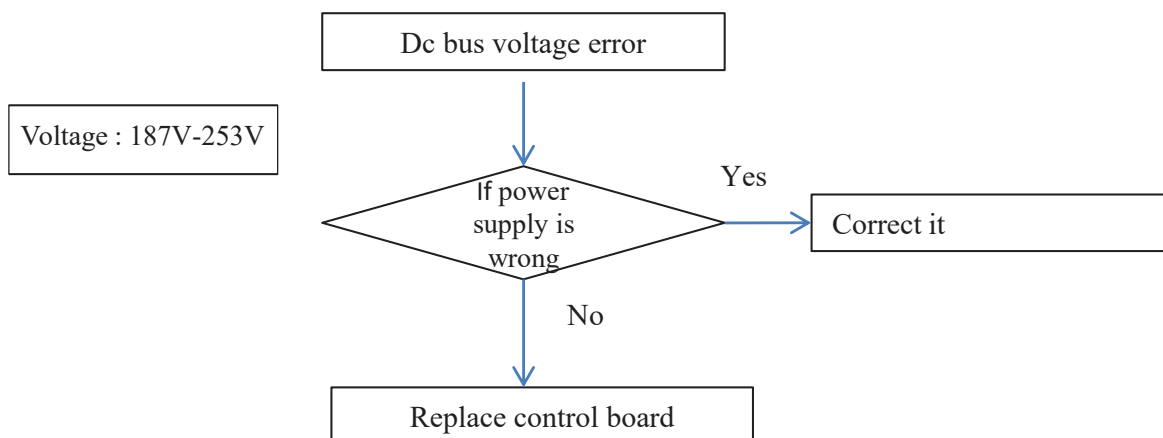 Dc bus voltage error
Voltage : 187V-253V
If power
supply is
wrong
Yes
Correct it
No
Replace control board